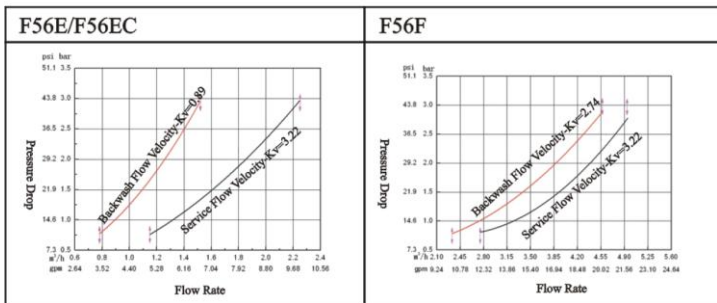 F56E/F56EC
psi bar
51.1 3.5
43.8 3.0
36.5 2.5
29.2 2.0
21.9 1.5
14.6 1.0
7.3 0.5
Pressure Drop
Backwash Flow Velocity-Kv=0.89
Service Flow Velocity-Kv=3.22
m³/h 0.6 0.8 1.0 1.2 1.4 1.6 1.8 2.0 2.2 2.4
gpm 2.64 3.52 4.40 5.28 6.16 7.04 7.92 8.80 9.68 10.56
Flow Rate
F56F
psi bar
51.1 3.5
43.8 3.0
36.5 2.5
29.2 2.0
21.9 1.5
14.6 1.0
7.3 0.5
Pressure Drop
Backwash Flow Velocity-Kv=2.74
Service Flow Velocity-Kv=3.22
m³/h 2.10 2.45 2.80 3.15 3.50 3.85 4.20 4.55 4.90 5.25 5.60
gpm 9.24 10.78 12.32 13.86 15.40 16.94 18.48 20.02 21.56 23.10 24.64
Flow Rate